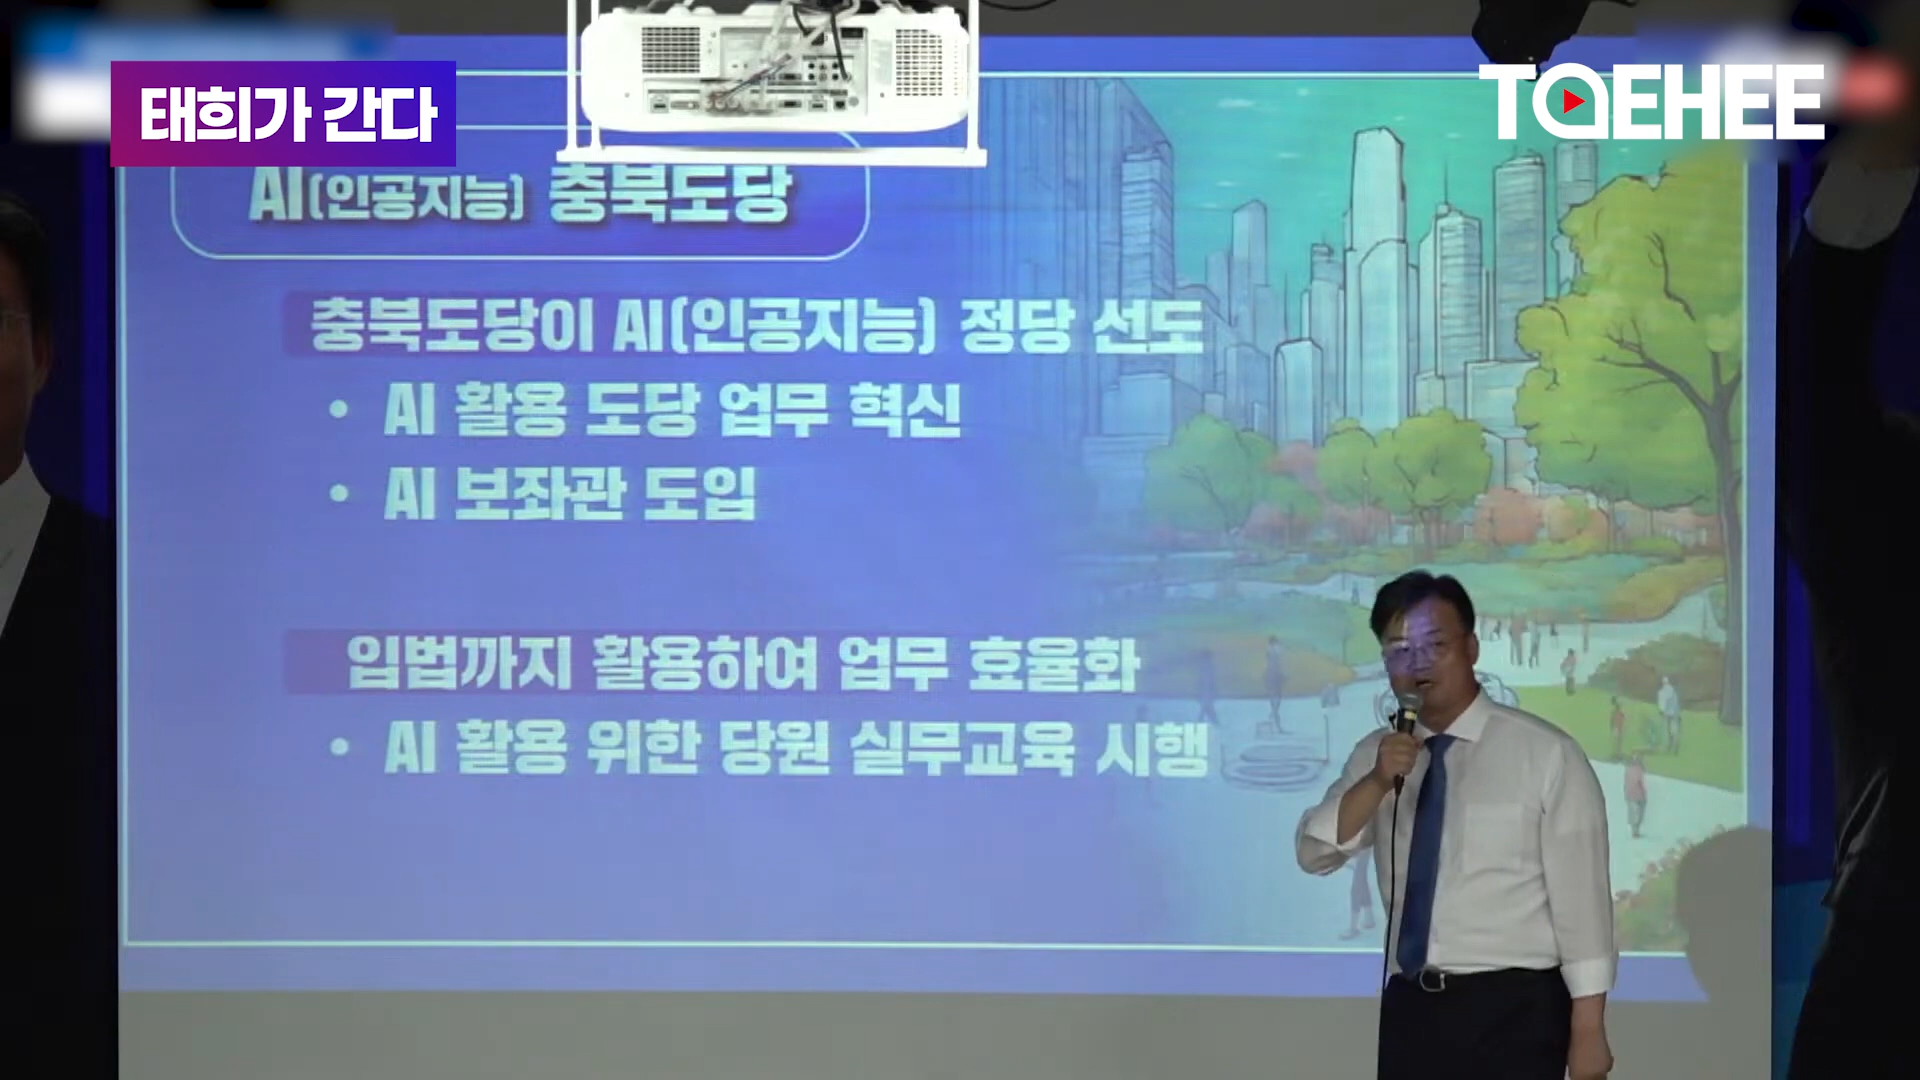 태희가 간다
TAEHEE
AI(인공지능) 충북도당
충북도당이 AI(인공지능) 정당 선도
• AI 활용 도당 업무 혁신
• AI 보좌관 도입
입법까지 활용하여 업무 효율화
• AI 활용 위한 당원 실무교육 시행